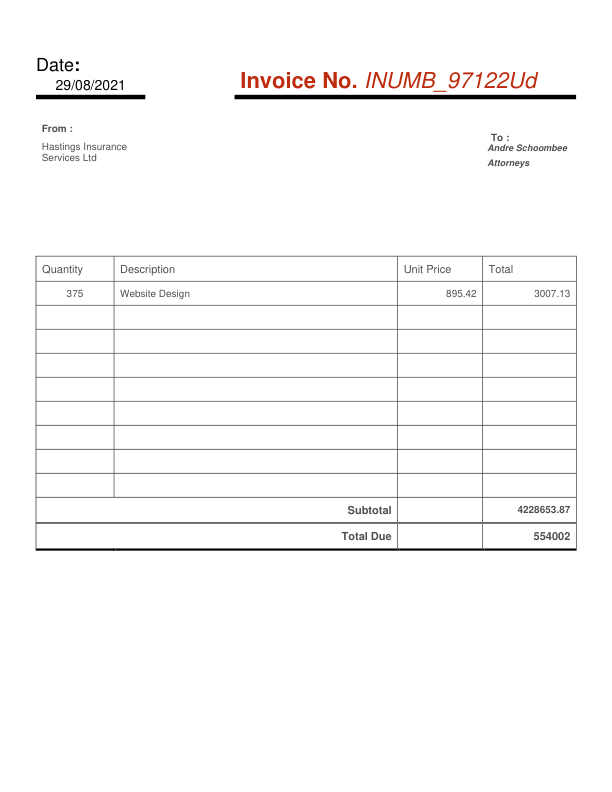 Date:
29/08/2021
Invoice No. INUMB_97122Ud
From :
Hastings Insurance
Services Ltd
To :
Andre Schoombee
Attorneys
Quantity Description Unit Price Total
375 Website Design 895.42 3007.13
Subtotal 4228653.87
Total Due 554002